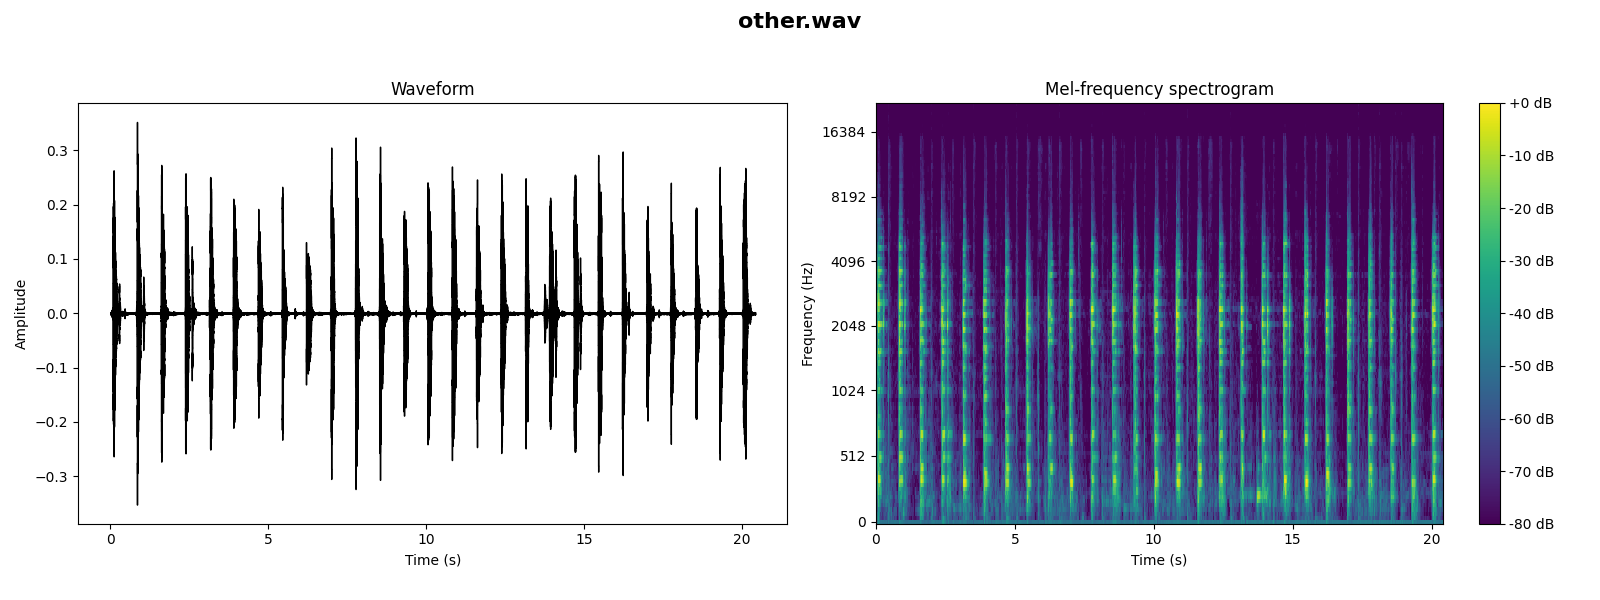 other.wav
Waveform
Amplitude
0.3
0.2
0.1
0.0
−0.1
−0.2
−0.3
0 5 10 15 20
Time (s)
Mel-frequency spectrogram
Frequency (Hz)
16384
8192
4096
2048
1024
512
0
0 5 10 15 20
Time (s)
+0 dB
-10 dB
-20 dB
-30 dB
-40 dB
-50 dB
-60 dB
-70 dB
-80 dB